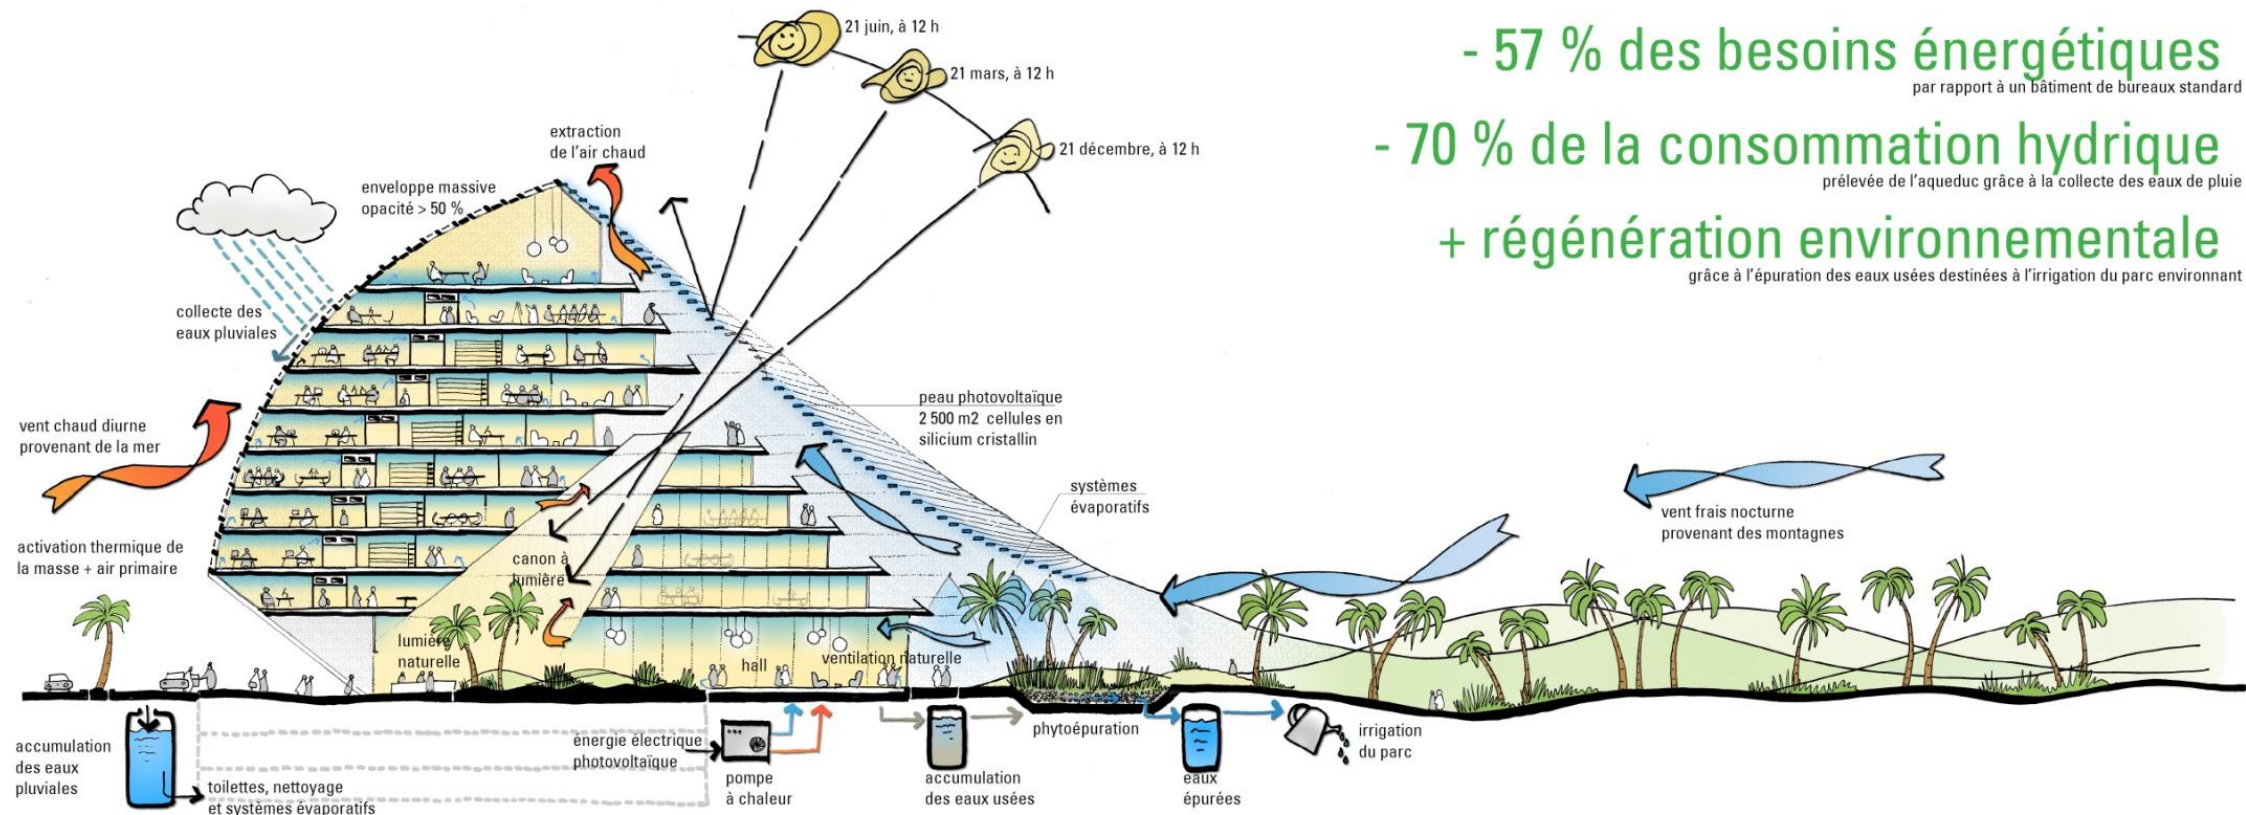 - 57 % des besoins énergétiques
par rapport à un bâtiment de bureaux standard
- 70 % de la consommation hydrique
prélevée de l'aqueduc grâce à la collecte des eaux de pluie
+ régénération environnementale
grâce à l'épuration des eaux usées destinées à l'irrigation du parc environnant
21 juin, à 12 h
21 mars, à 12 h
21 décembre, à 12 h
extraction
de l'air chaud
enveloppe massive
opacité > 50 %
collecte des
eaux pluviales
vent chaud diurne
provenant de la mer
activation thermique de
la masse + air primaire
peau photovoltaïque
2 500 m2 cellules en
silicium cristallin
systèmes
évaporatifs
vent frais nocturne
provenant des montagnes
canon à
lumière
lumière
naturelle
hall
ventilation naturelle
accumulation
des eaux
pluviales
toilettes, nettoyage
et systèmes évaporatifs
énergie électrique
photovoltaïque
pompe
à chaleur
accumulation
des eaux usées
phytoépuration
eaux
épurées
irrigation
du parc